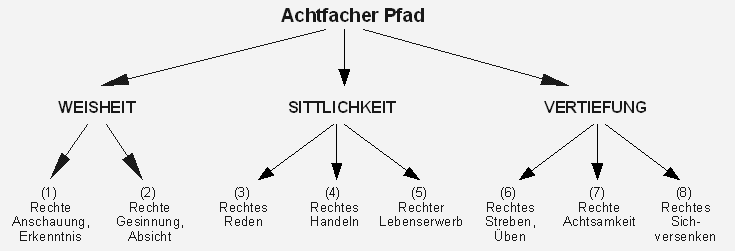 Achtfacher Pfad
WEISHEIT
SITTLICHKEIT
VERTIEFUNG
(1)
Rechte
Anschauung,
Erkenntnis
(2)
Rechte
Gesinnung,
Absicht
(3)
Rechtes
Reden
(4)
Rechtes
Handeln
(5)
Rechter
Lebenserwerb
(6)
Rechtes
Streben,
Üben
(7)
Rechte
Achtsamkeit
(8)
Rechtes
Sich-
versenken